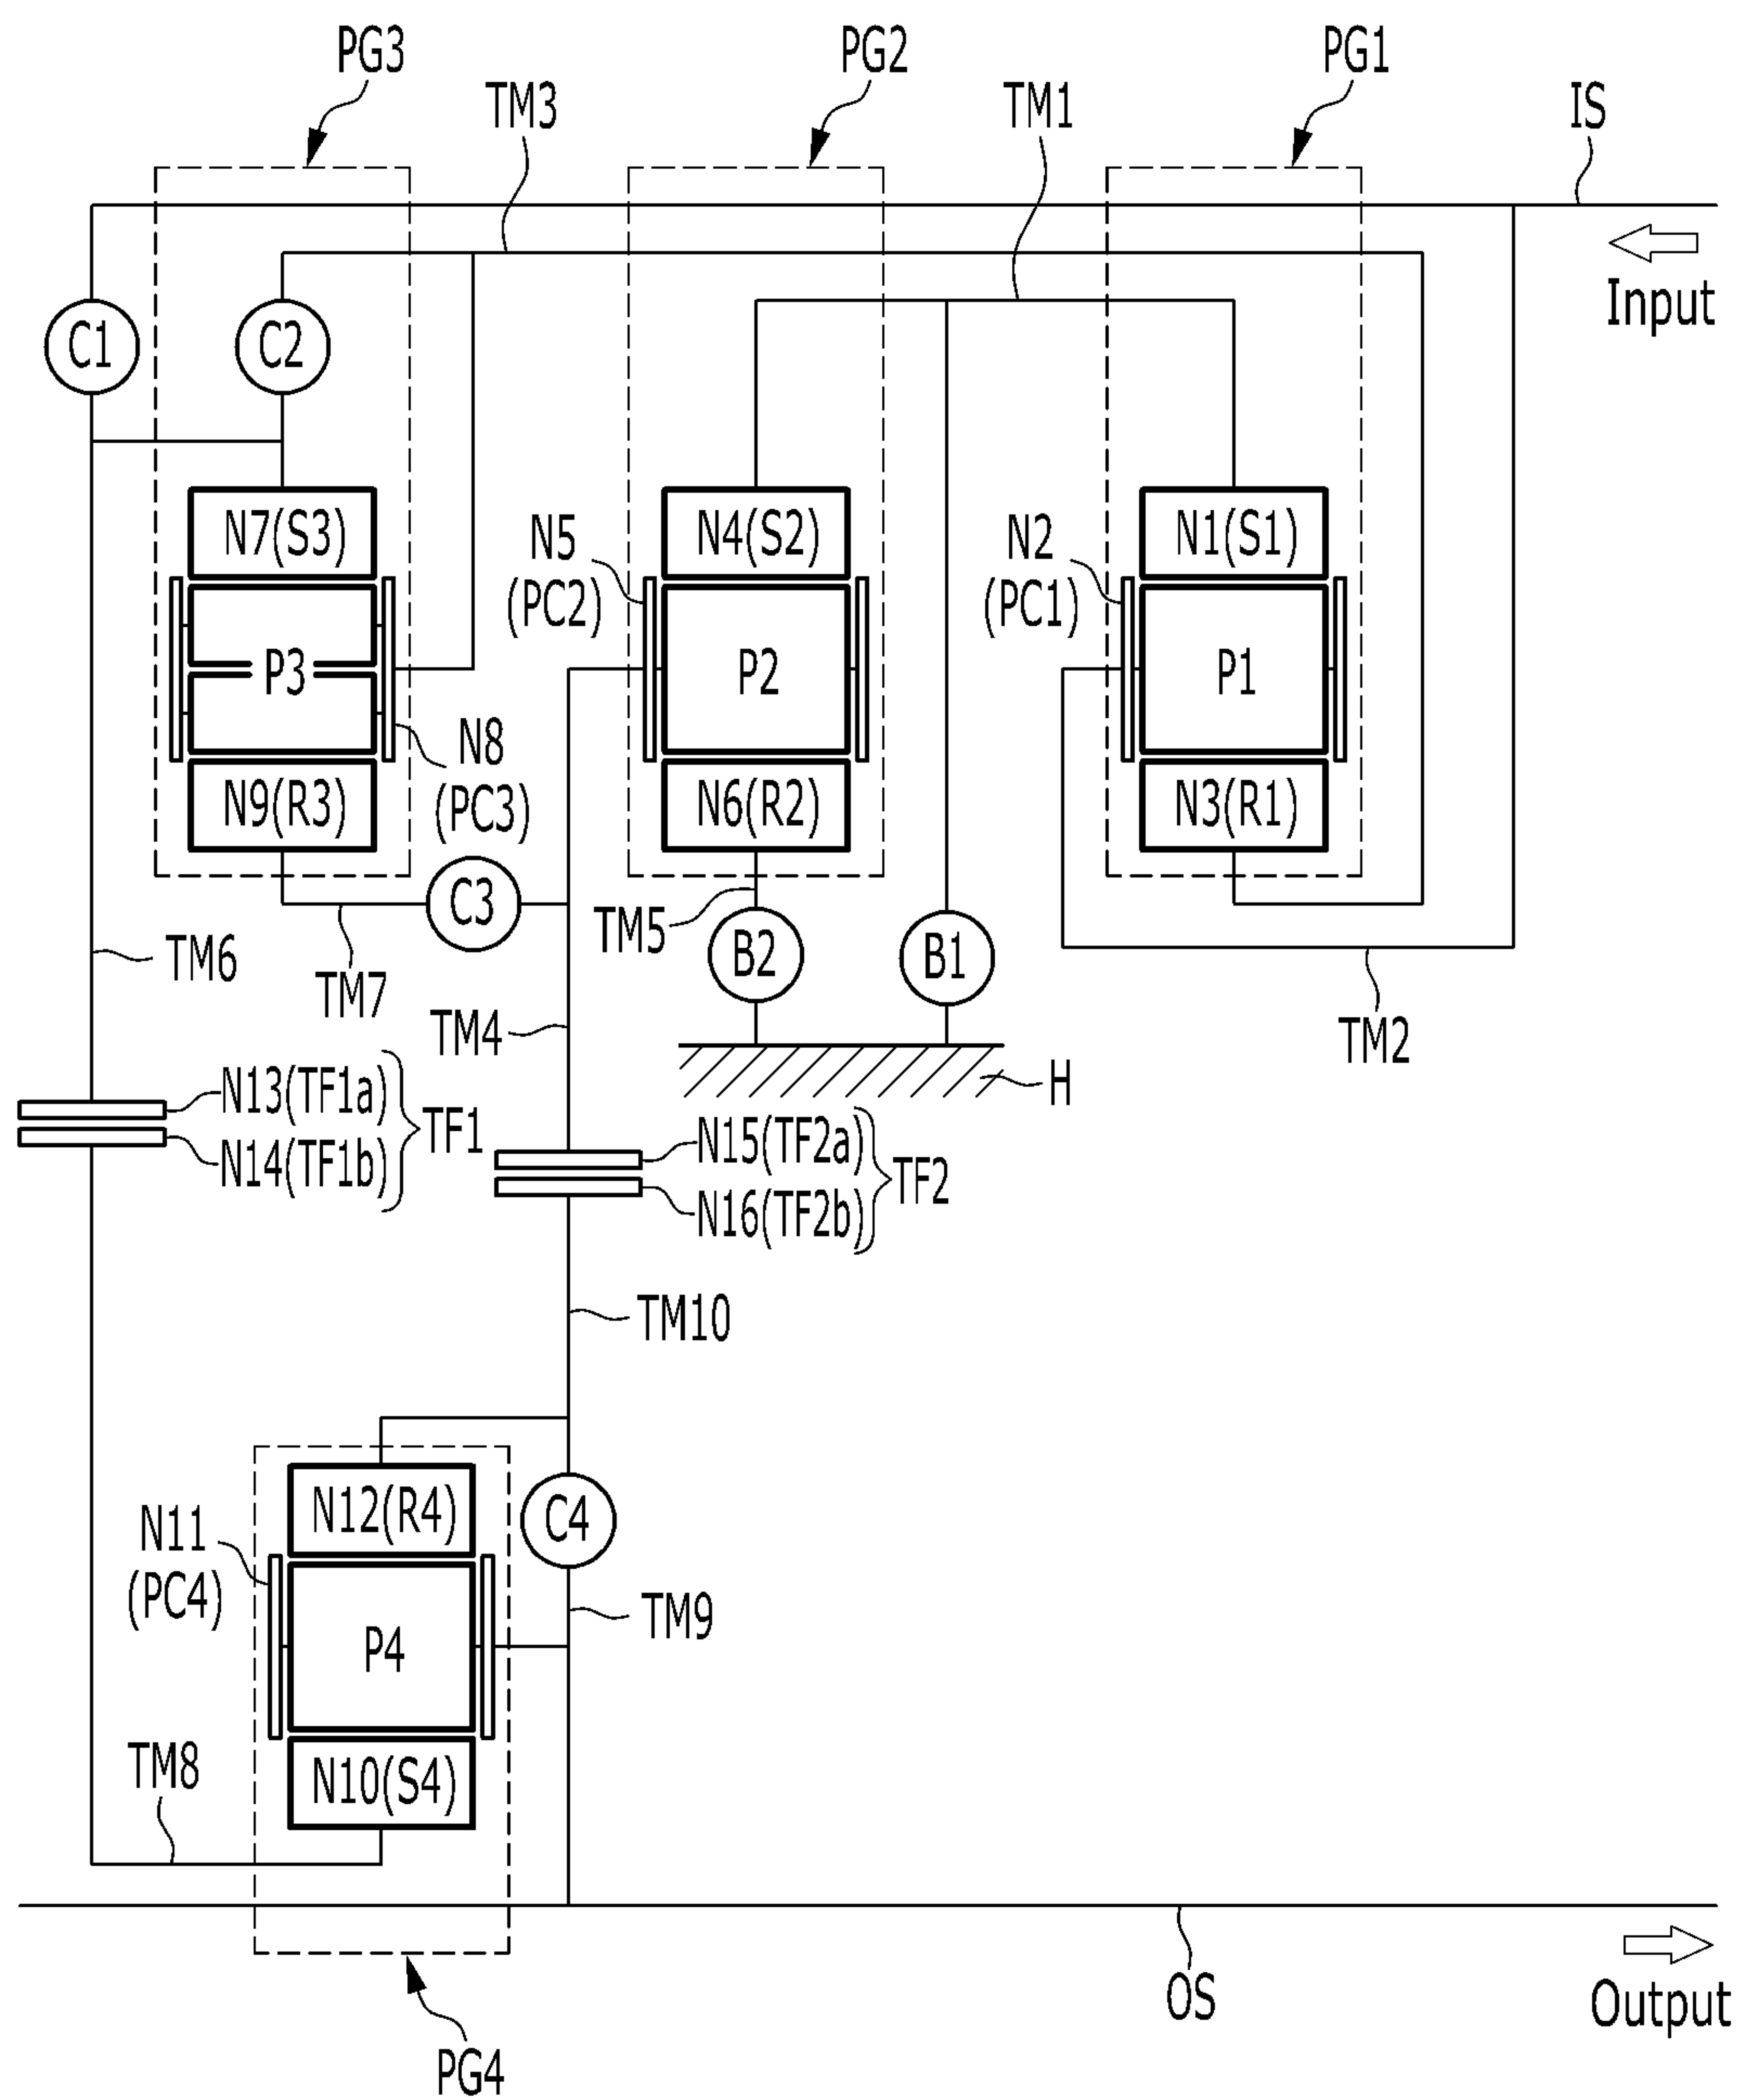 PG3
PG2
PG1
TM3
TM1
IS
Input
C1
C2
N7(S3)
N5
(PC2)
N4(S2)
N2
(PC1)
N1(S1)
P3
P2
P1
N8
(PC3)
N9(R3)
N6(R2)
N3(R1)
C3
TM5
B2
B1
TM6
TM7
TM4
TM2
H
N13(TF1a)
N14(TF1b)
TF1
N15(TF2a)
N16(TF2b)
TF2
TM10
N12(R4)
C4
N11
(PC4)
TM9
P4
TM8
N10(S4)
OS
Output
PG4